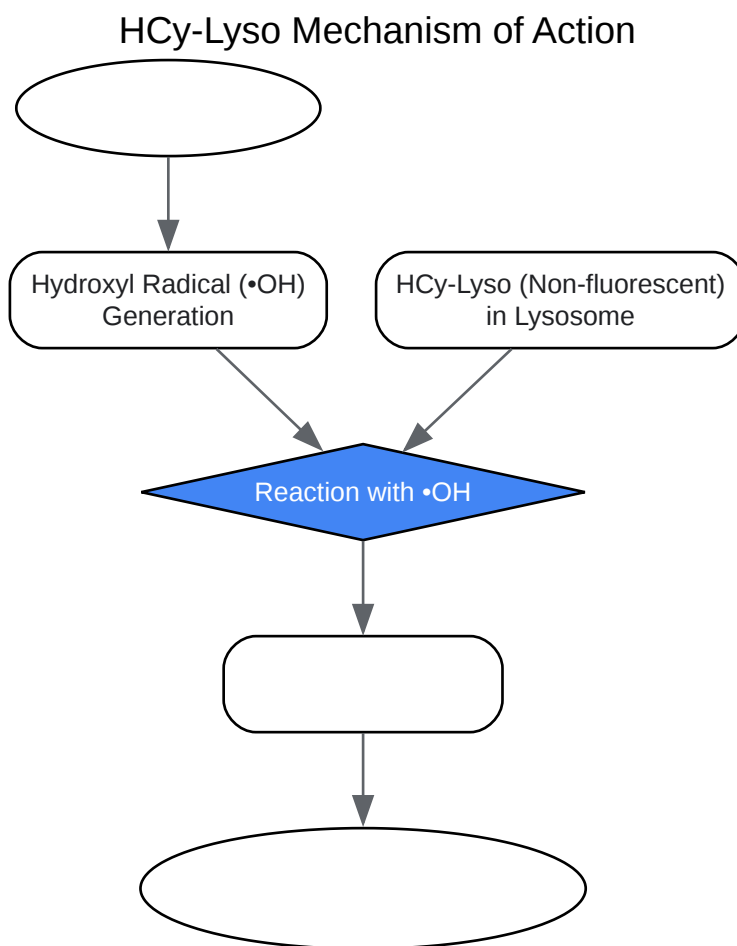 HCy-Lyso Mechanism of Action
Hydroxyl Radical (•OH)
Generation
HCy-Lyso (Non-fluorescent)
in Lysosome
Reaction with •OH